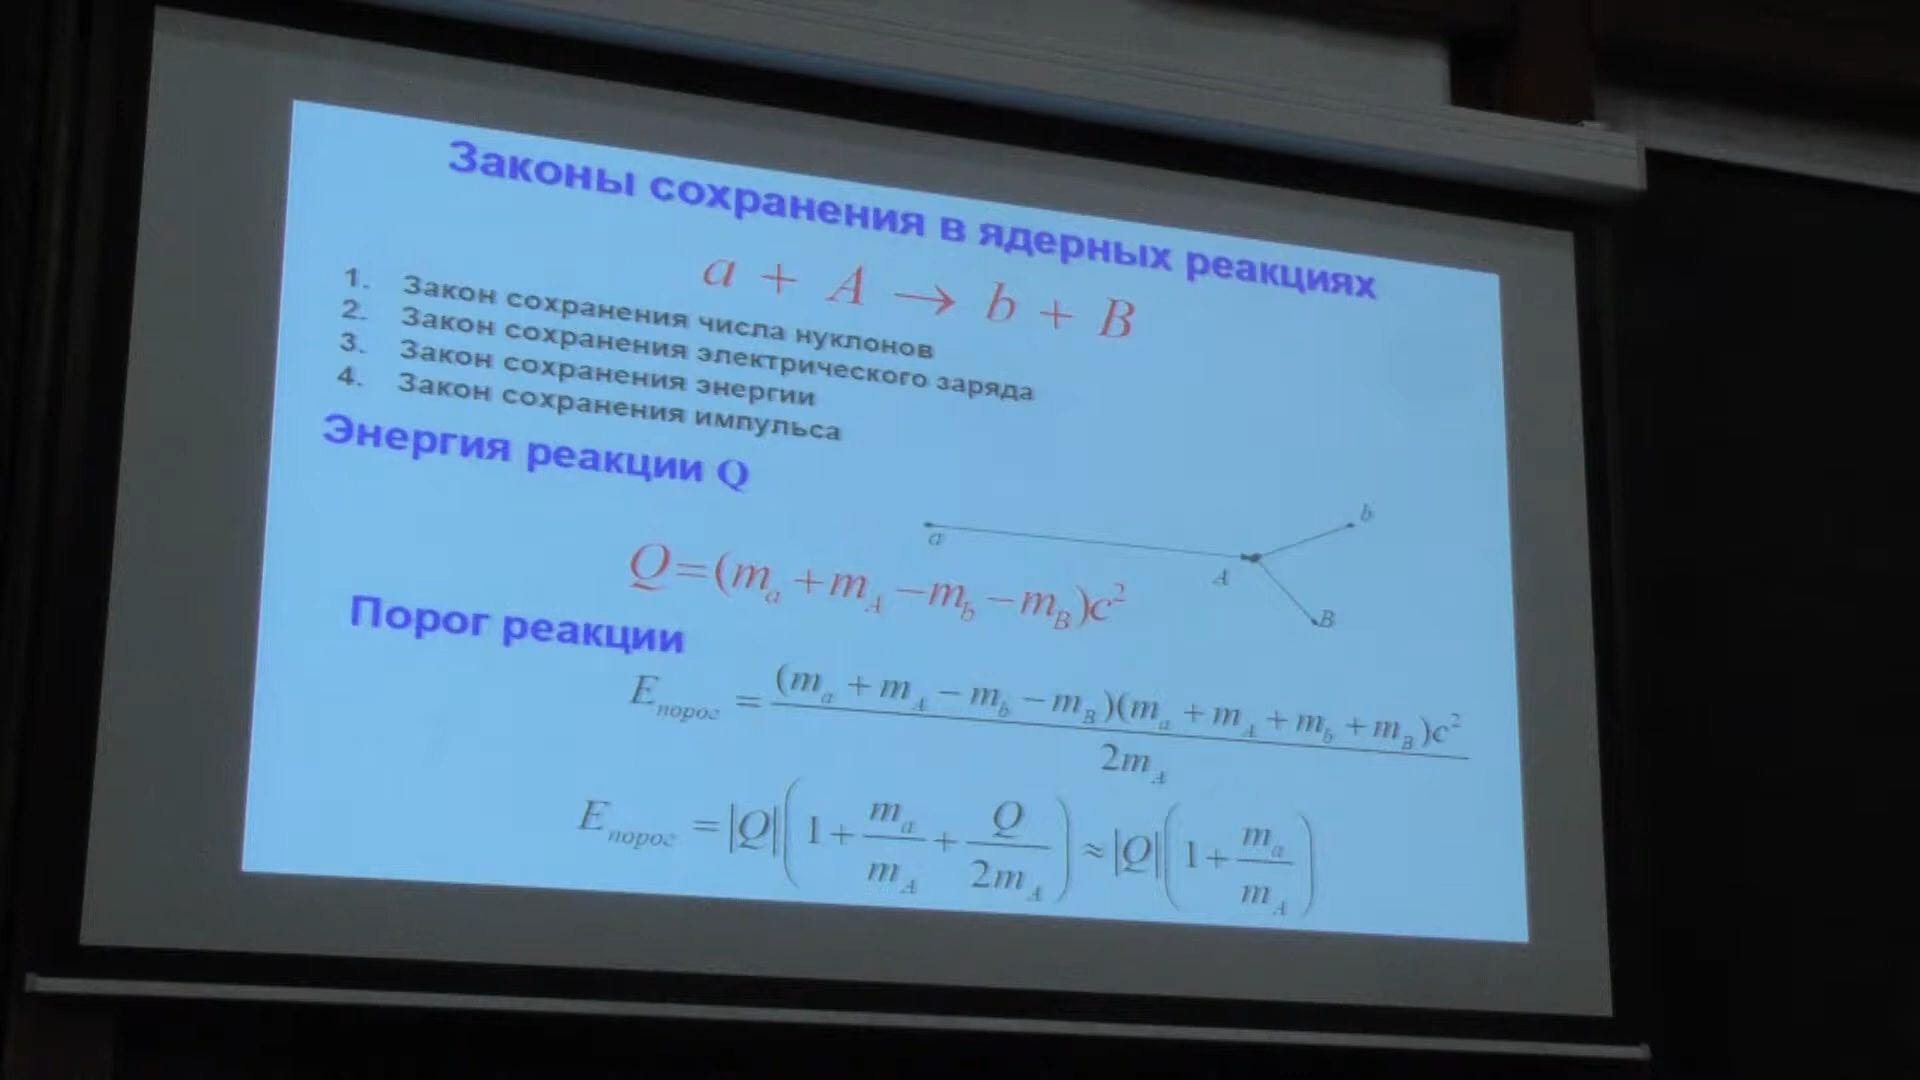 Законы сохранения в ядерных реакциях
a + A → b + B
1. Закон сохранения числа нуклонов
2. Закон сохранения электрического заряда
3. Закон сохранения энергии
4. Закон сохранения импульса
Энергия реакции Q
a A b B
Q=(m_a+m_A−m_b−m_B)c²
Порог реакции
E_порог = (m_a+m_A−m_b−m_B)(m_a+m_A+m_b+m_B)c² / 2m_A
E_порог = |Q|(1 + m_a/m_A + Q/2m_A) ≈ |Q|(1 + m_a/m_A)